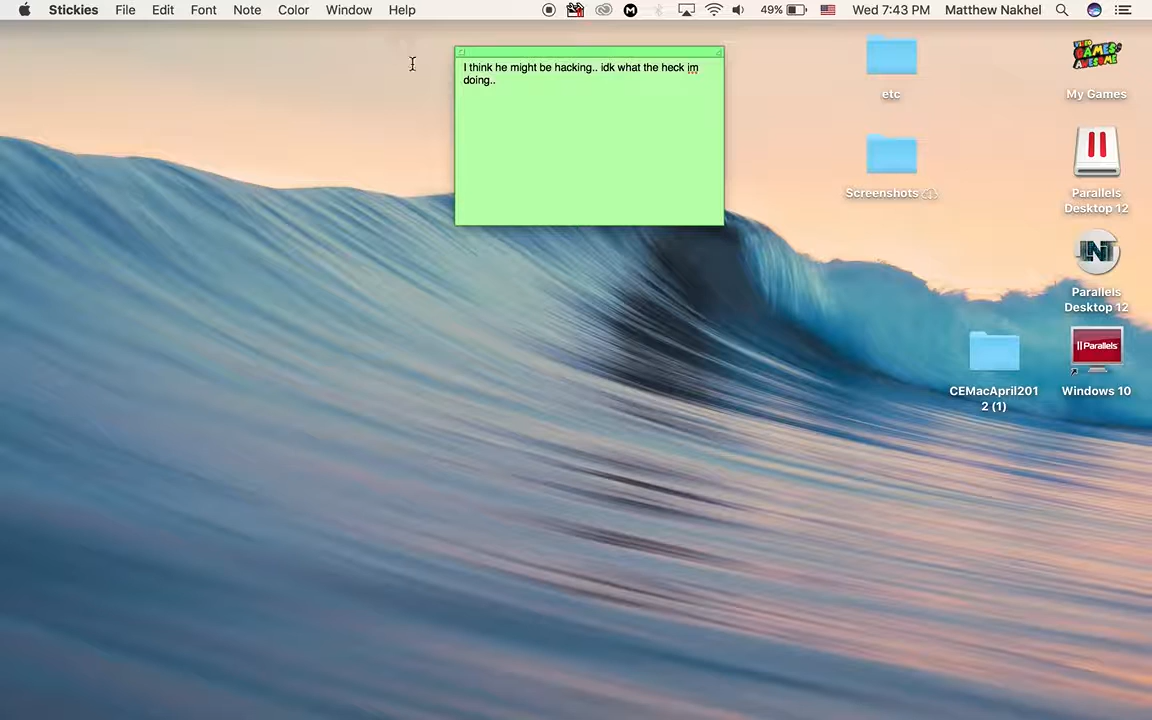 Stickies File Edit Font Note Color Window Help 49% Wed 7:43 PM Matthew Nakhel
I think he might be hacking.. idk what the heck im
doing..
etc
My Games
Screenshots
Parallels
Desktop 12
Parallels
Desktop 12
CEMacApril201
2 (1)
|| Parallels
Windows 10